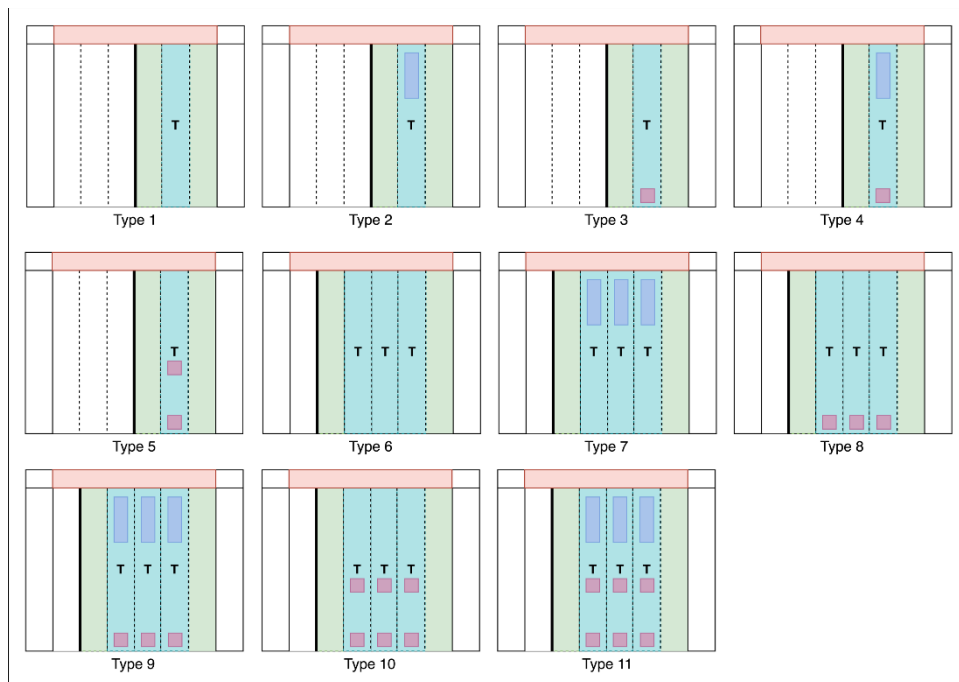 T
T
T
T
Type 1
Type 2
Type 3
Type 4
T
T T T
T T T
T T T
Type 5
Type 6
Type 7
Type 8
T T T
T T T
T T T
Type 9
Type 10
Type 11